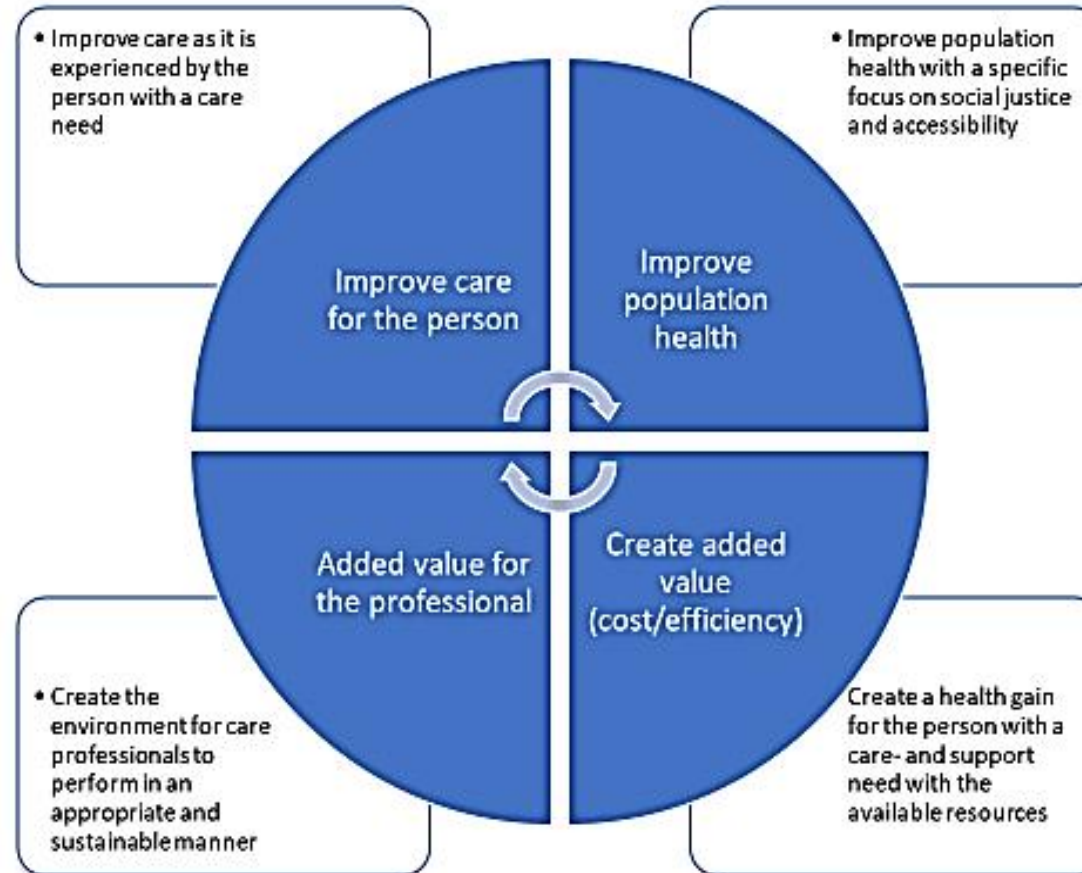 • Improve care as it is
experienced by the
person with a care
need
• Improve population
health with a specific
focus on social justice
and accessibility
Improve care
for the person
Improve
population
health
Added value for
the professional
Create added
value
(cost/efficiency)
• Create the
environment for care
professionals to
perform in an
appropriate and
sustainable manner
Create a health gain
for the person with a
care- and support
need with the
available resources